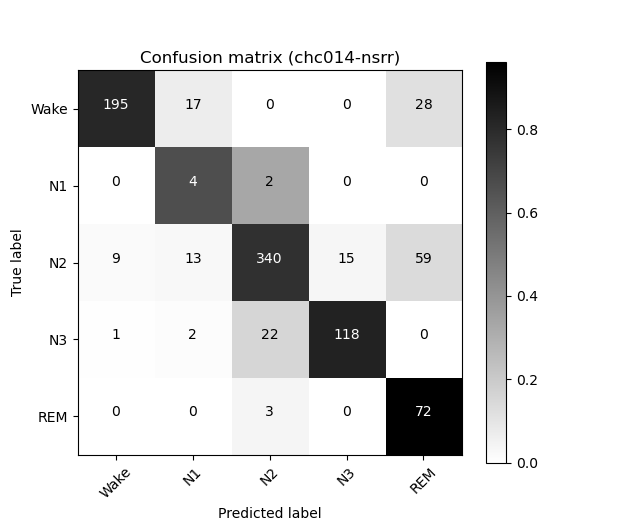 Confusion matrix (chc014-nsrr)
Wake 195 17 0 0 28
N1 0 4 2 0 0
N2 9 13 340 15 59
N3 1 2 22 118 0
REM 0 0 3 0 72
Wake N1 N2 N3 REM
True label
Predicted label
0.8
0.6
0.4
0.2
0.0